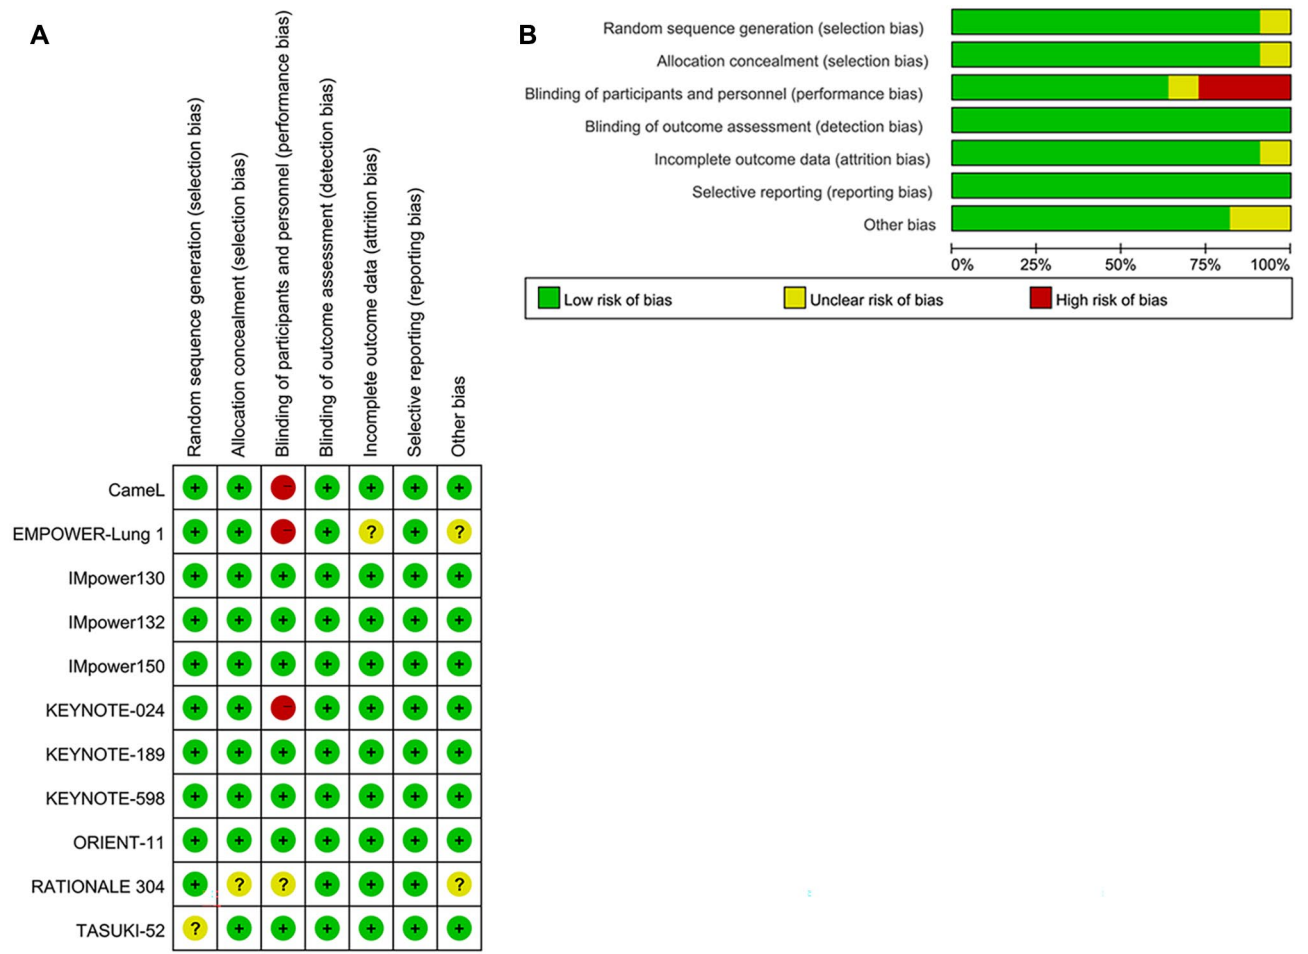 A
Random sequence generation (selection bias)
Allocation concealment (selection bias)
Blinding of participants and personnel (performance bias)
Blinding of outcome assessment (detection bias)
Incomplete outcome data (attrition bias)
Selective reporting (reporting bias)
Other bias
CameL + + - + + + +
EMPOWER-Lung 1 + + - + ? + ?
IMpower130 + + + + + + +
IMpower132 + + + + + + +
IMpower150 + + + + + + +
KEYNOTE-024 + + - + + + +
KEYNOTE-189 + + + + + + +
KEYNOTE-598 + + + + + + +
ORIENT-11 + + + + + + +
RATIONALE 304 + ? ? + + + ?
TASUKI-52 ? + + + + + +
B
Random sequence generation (selection bias)
Allocation concealment (selection bias)
Blinding of participants and personnel (performance bias)
Blinding of outcome assessment (detection bias)
Incomplete outcome data (attrition bias)
Selective reporting (reporting bias)
Other bias
0% 25% 50% 75% 100%
Low risk of bias Unclear risk of bias High risk of bias